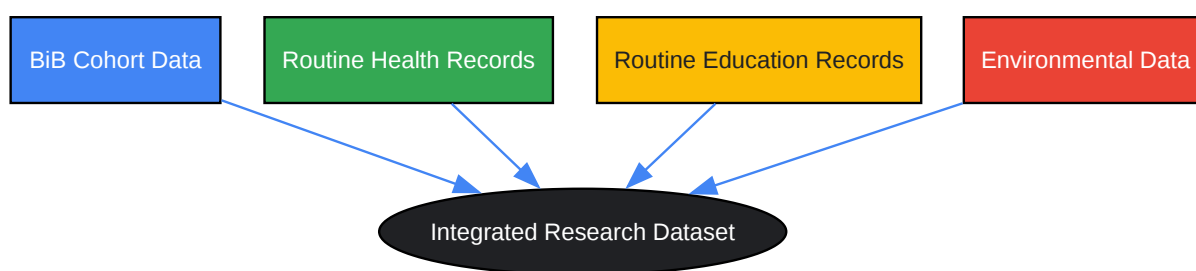 BiB Cohort Data
Routine Health Records
Routine Education Records
Environmental Data
Integrated Research Dataset